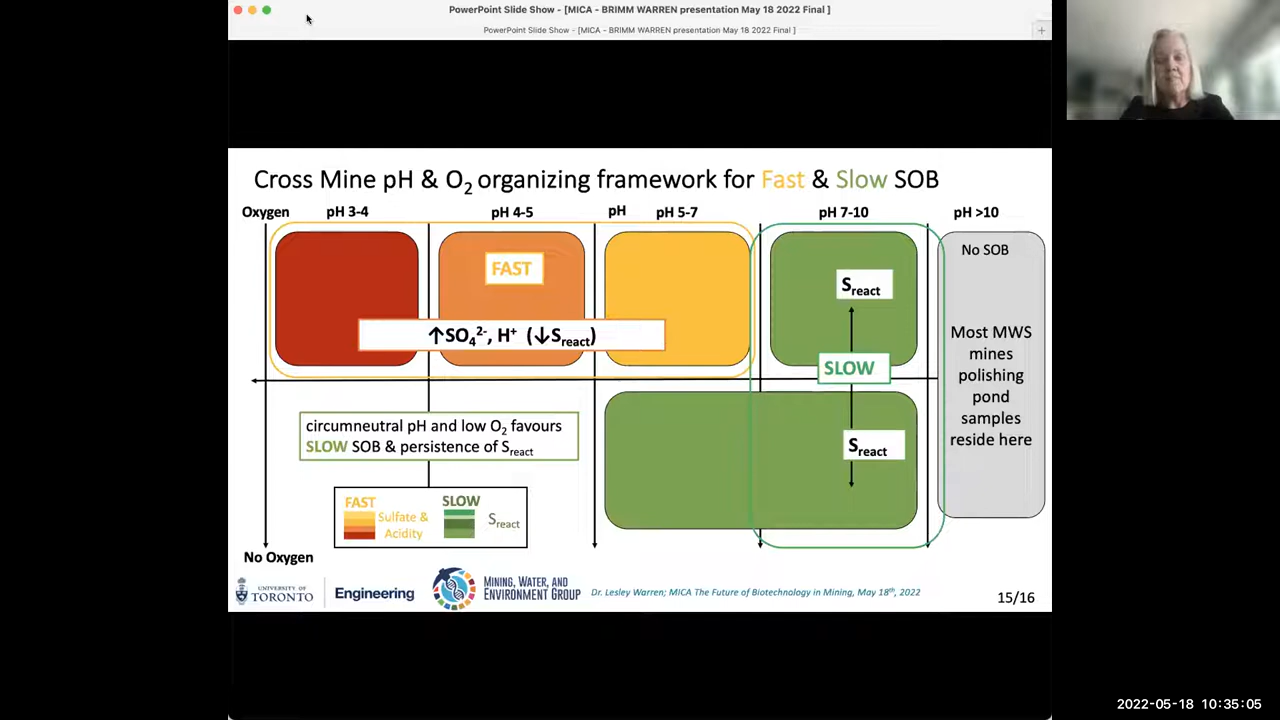 PowerPoint Slide Show - [MICA - BRIMM WARREN presentation May 18 2022 Final ]
PowerPoint Slide Show - [MICA - BRIMM WARREN presentation May 18 2022 Final ]
Cross Mine pH & O₂ organizing framework for Fast & Slow SOB
Oxygen pH 3-4 pH 4-5 pH pH 5-7 pH 7-10 pH >10
No SOB
FAST
Sreact
↑SO₄²⁻, H⁺ (↓Sreact)
SLOW
Most MWS
mines
polishing
pond
samples
reside here
circumneutral pH and low O₂ favours
SLOW SOB & persistence of Sreact
Sreact
FAST SLOW
Sulfate &
Acidity
Sreact
No Oxygen
UNIVERSITY OF
TORONTO
Engineering
MINING, WATER, AND
ENVIRONMENT GROUP
Dr. Lesley Warren; MICA The Future of Biotechnology in Mining, May 18th, 2022
15/16
2022-05-18 10:35:05